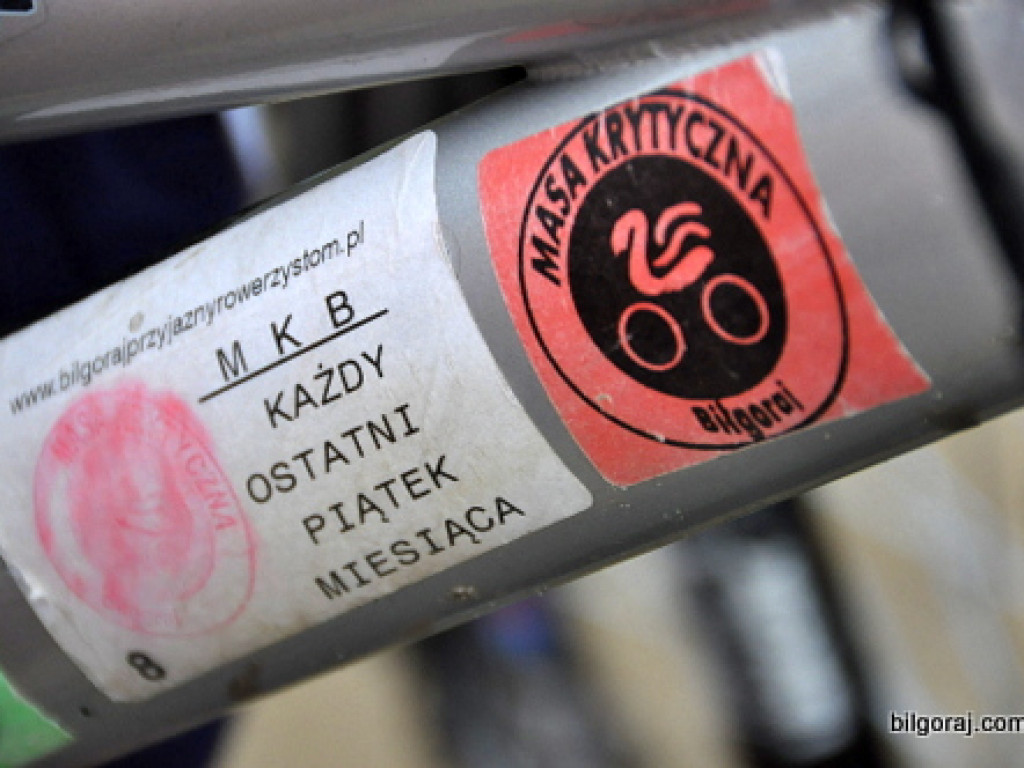 www.bilgorajprzyjaznyrowerzystom.pl
M K B
KAŻDY
OSTATNI
PIĄTEK
MIESIĄCA
8
MASA KRYTYCZNA
Biłgoraj
bilgoraj.com